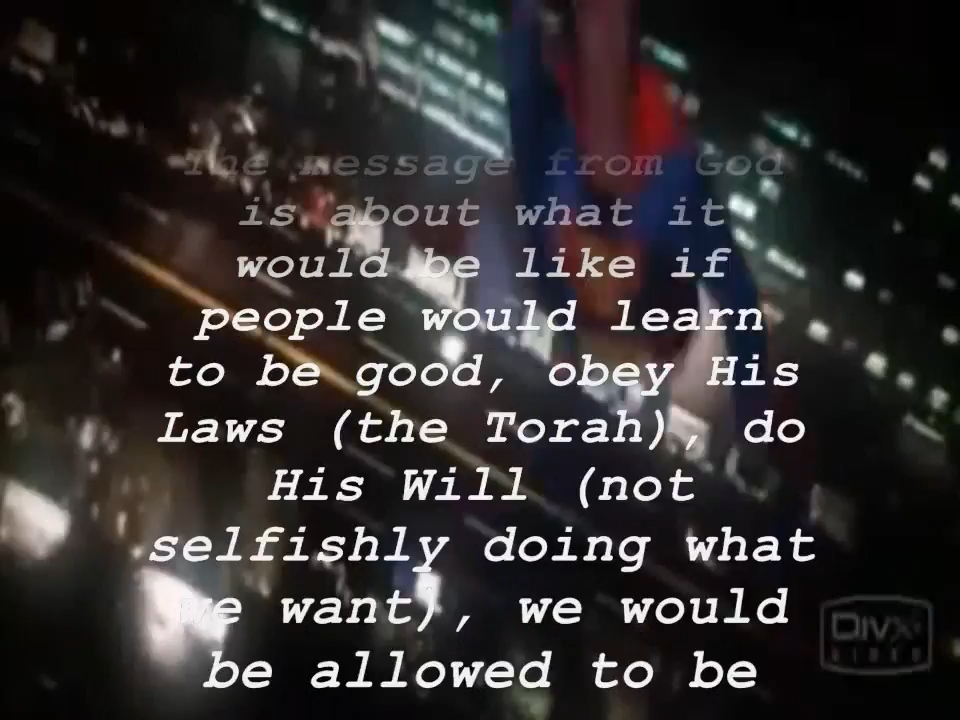 The message from God
is about what it
would be like if
people would learn
to be good, obey His
Laws (the Torah), do
His Will (not
selfishly doing what
we want), we would
be allowed to be
DIVX
VIDEO